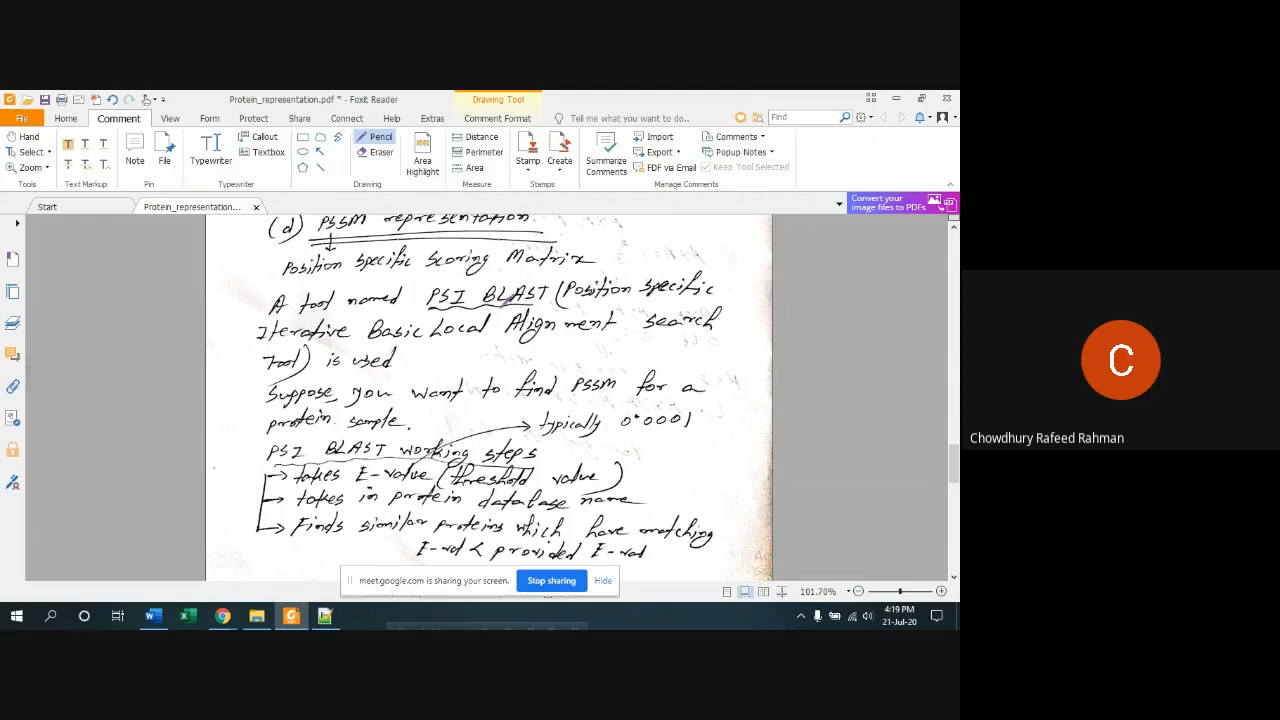 Protein_representation.pdf * - Foxit Reader
Drawing Tool
File Home Comment View Form Protect Share Connect Help Extras Comment Format Tell me what you want to do.. Find
Hand
Select
Zoom
Tools
Text Markup
Note
File
Pin
Typewriter
Callout
Textbox
Typewriter
Pencil
Eraser
Drawing
Area Highlight
Distance
Perimeter
Area
Measure
Stamp
Create
Stamps
Summarize Comments
Import
Export
FDF via Email
Comments
Popup Notes
Keep Tool Selected
Manage Comments
Start
Protein_representation....
Convert your image files to PDFs
(d) PSSM representation.
Position specific scoring Matrix
A tool named PSI BLAST (Position specific
Iterative Basic Local Alignment search
Tool) is used
Suppose you want to find PSSM for a
protein sample.
typically 0.0001
PSI BLAST working steps
→ takes E-value (threshold value)
→ takes in protein database name
→ Finds similar proteins which have matching
E-val < provided E-val
meet.google.com is sharing your screen.
Stop sharing
Hide
101.70%
4:19 PM
21-Jul-20
C
Chowdhury Rafeed Rahman